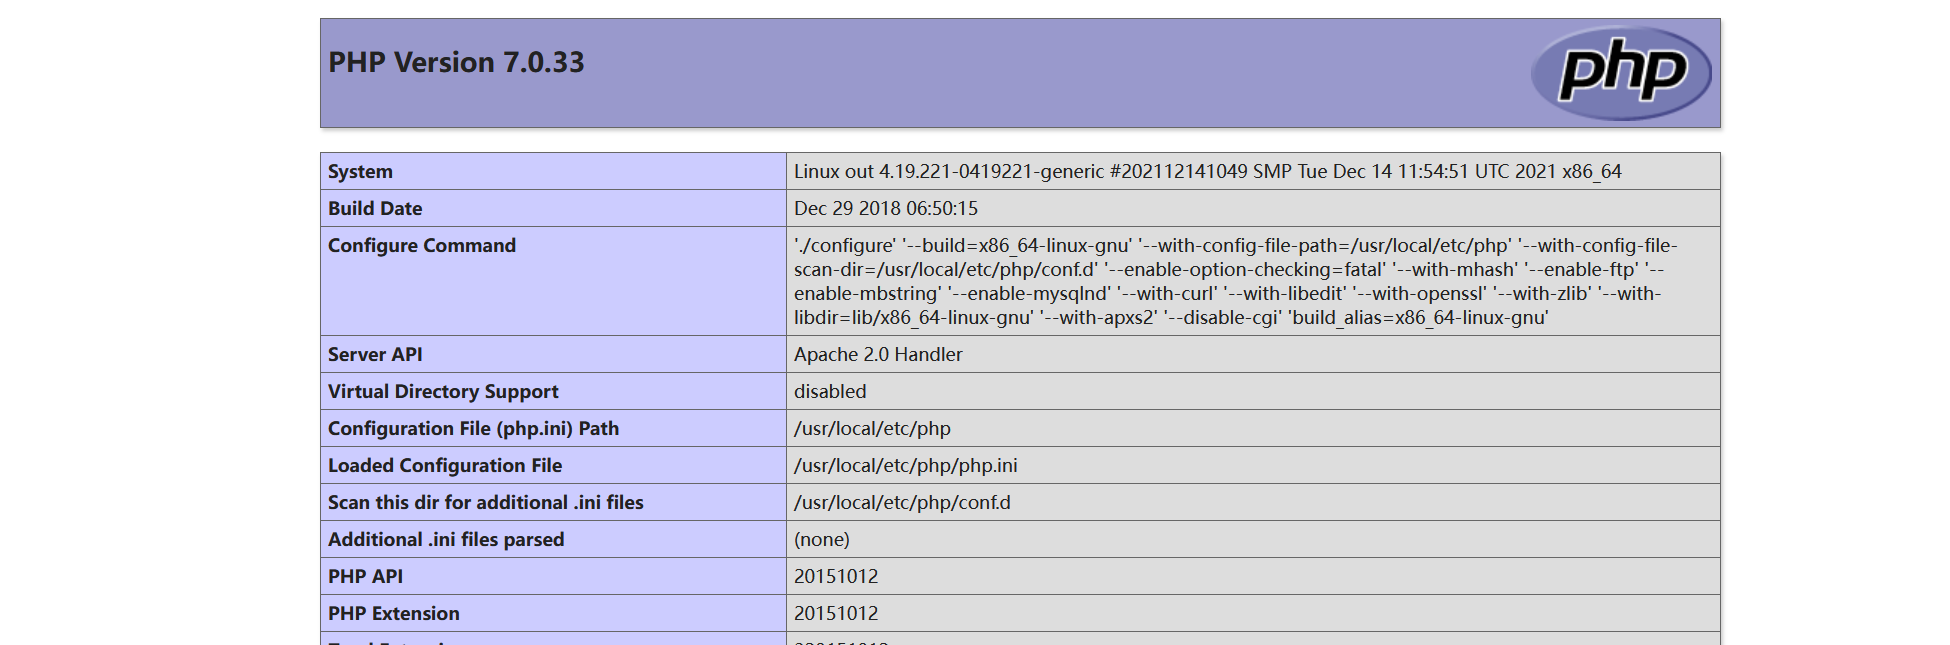 PHP Version 7.0.33
php
System Linux out 4.19.221-0419221-generic #202112141049 SMP Tue Dec 14 11:54:51 UTC 2021 x86_64
Build Date Dec 29 2018 06:50:15
Configure Command './configure' '--build=x86_64-linux-gnu' '--with-config-file-path=/usr/local/etc/php' '--with-config-file-
scan-dir=/usr/local/etc/php/conf.d' '--enable-option-checking=fatal' '--with-mhash' '--enable-ftp' '--
enable-mbstring' '--enable-mysqlnd' '--with-curl' '--with-libedit' '--with-openssl' '--with-zlib' '--with-
libdir=lib/x86_64-linux-gnu' '--with-apxs2' '--disable-cgi' 'build_alias=x86_64-linux-gnu'
Server API Apache 2.0 Handler
Virtual Directory Support disabled
Configuration File (php.ini) Path /usr/local/etc/php
Loaded Configuration File /usr/local/etc/php/php.ini
Scan this dir for additional .ini files /usr/local/etc/php/conf.d
Additional .ini files parsed (none)
PHP API 20151012
PHP Extension 20151012